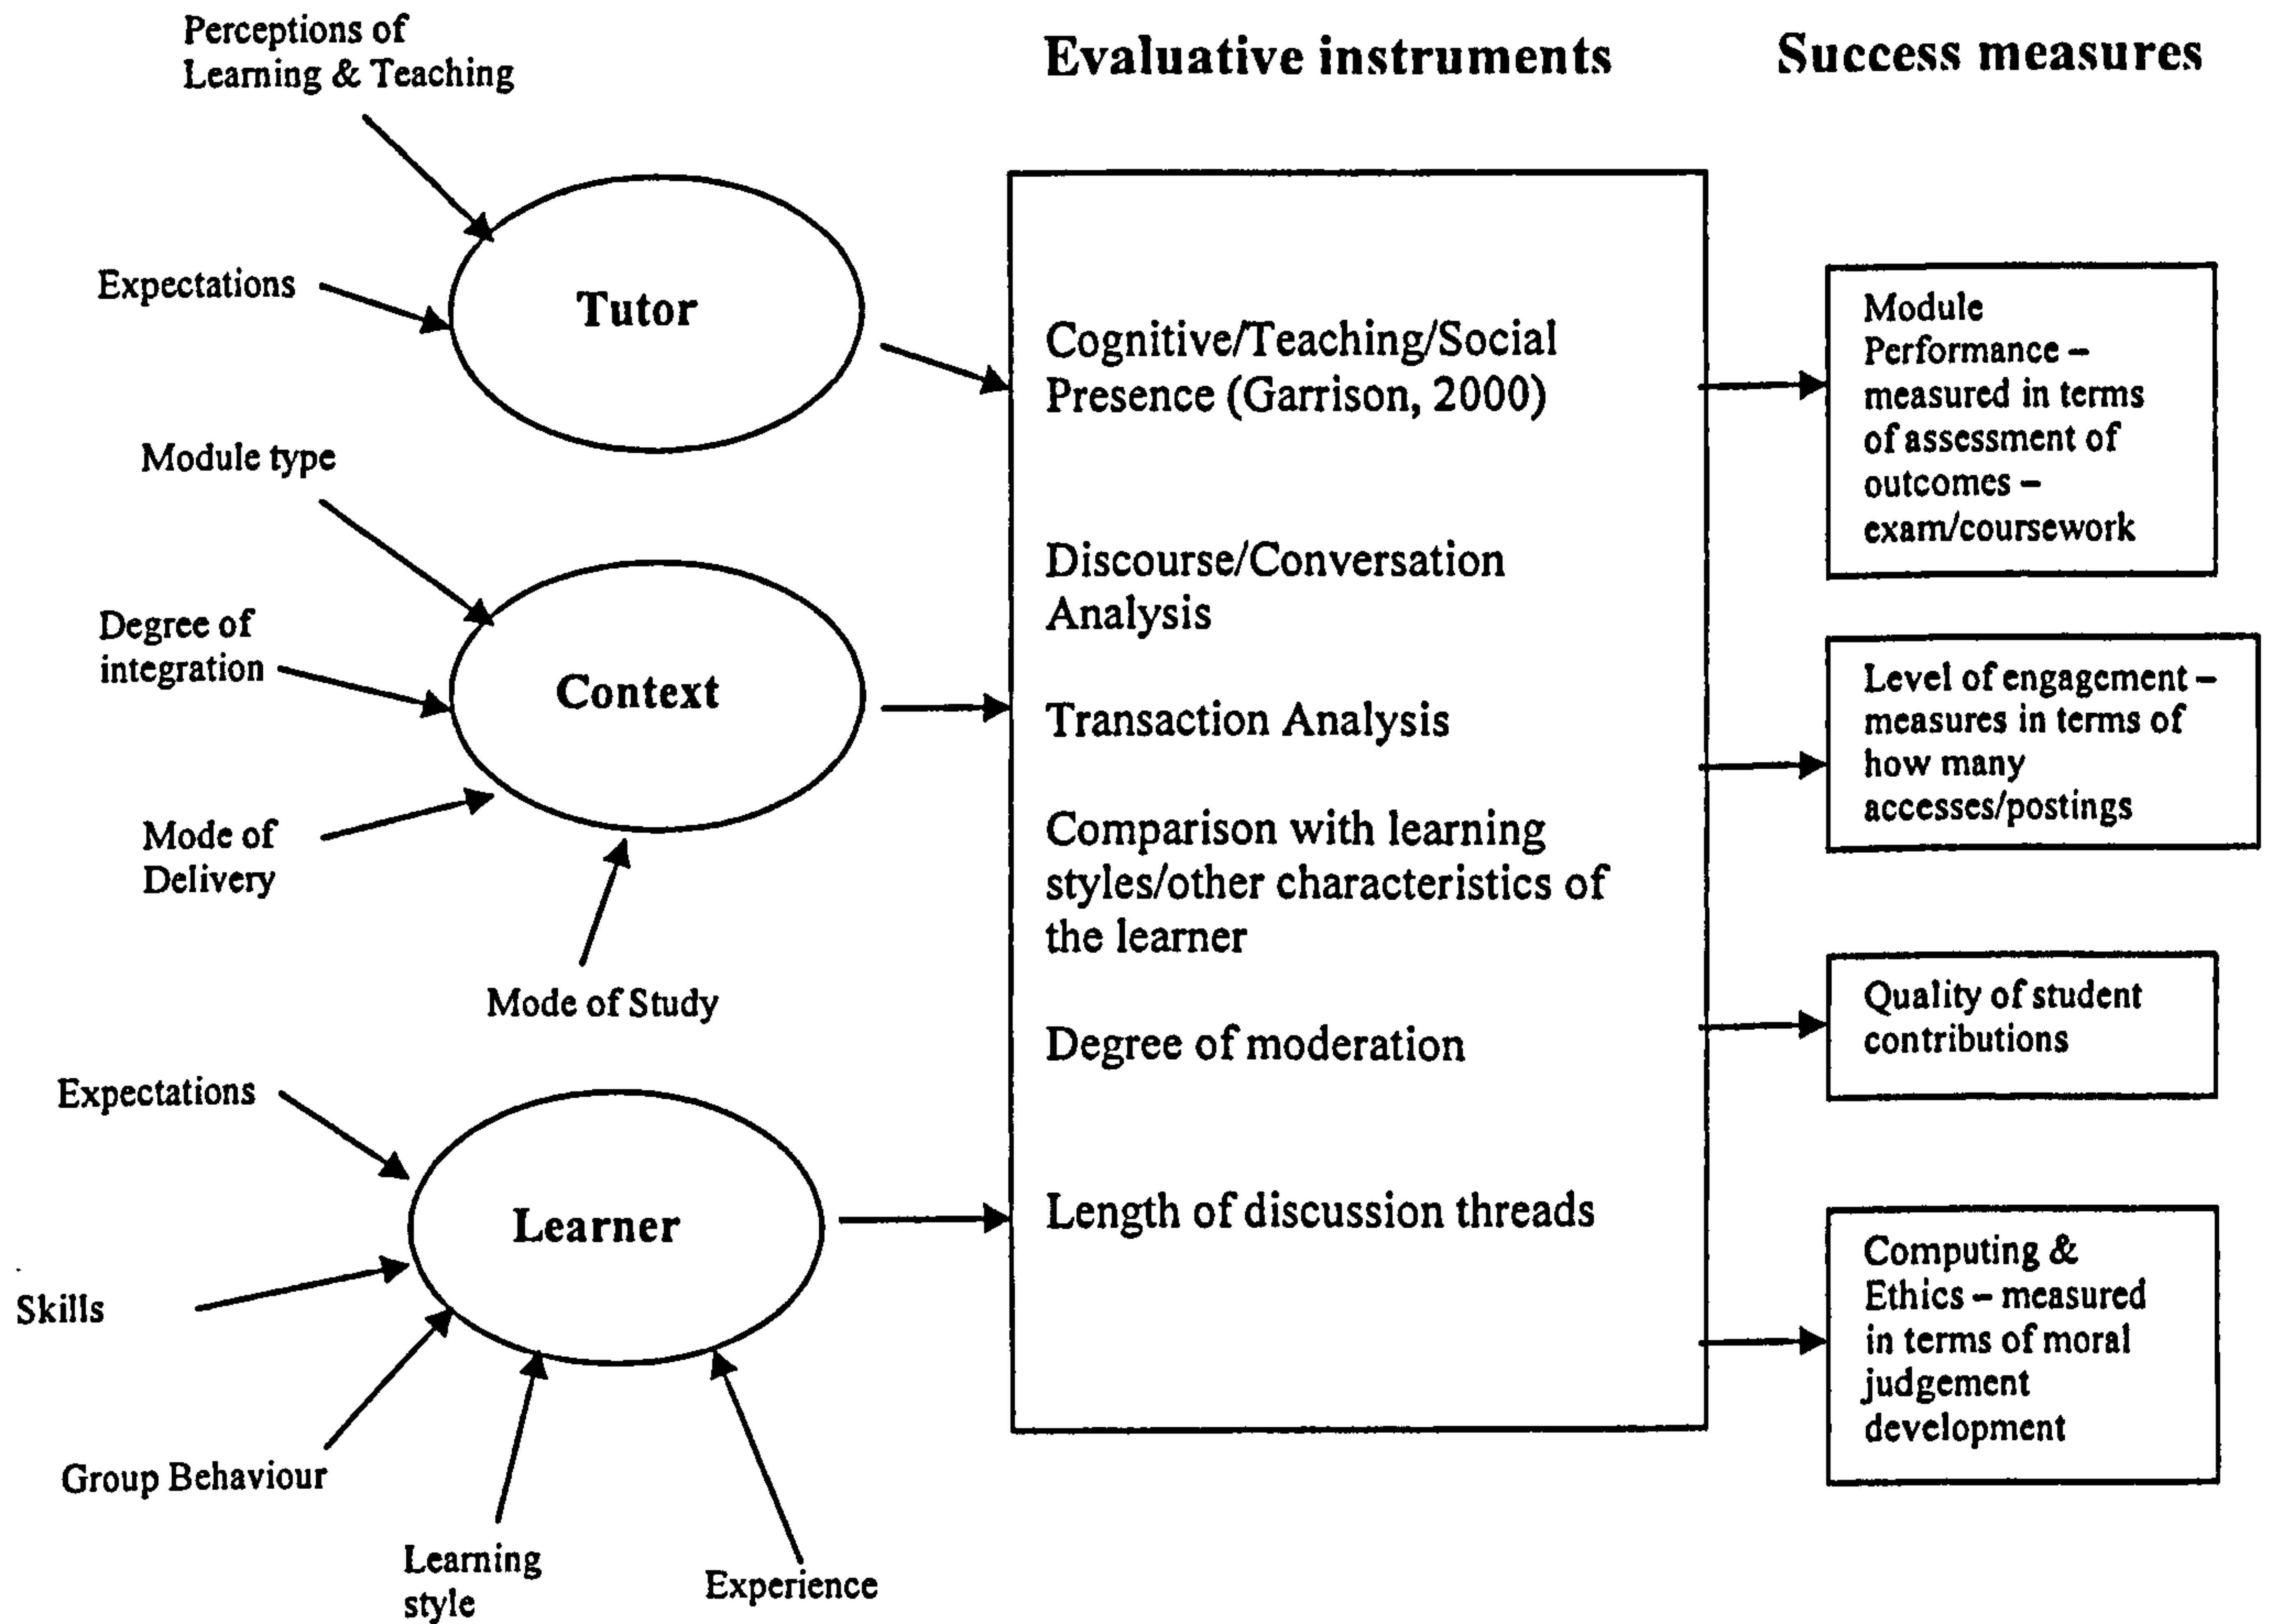 Perceptions of
Learning & Teaching
Expectations
Tutor
Module type
Degree of
integration
Context
Mode of
Delivery
Mode of Study
Expectations
Learner
Skills
Group Behaviour
Learning
style
Experience
Evaluative instruments
Cognitive/Teaching/Social
Presence (Garrison, 2000)
Discourse/Conversation
Analysis
Transaction Analysis
Comparison with learning
styles/other characteristics of
the learner
Degree of moderation
Length of discussion threads
Success measures
Module
Performance –
measured in terms
of assessment of
outcomes –
exam/coursework
Level of engagement –
measures in terms of
how many
accesses/postings
Quality of student
contributions
Computing &
Ethics – measured
in terms of moral
judgement
development